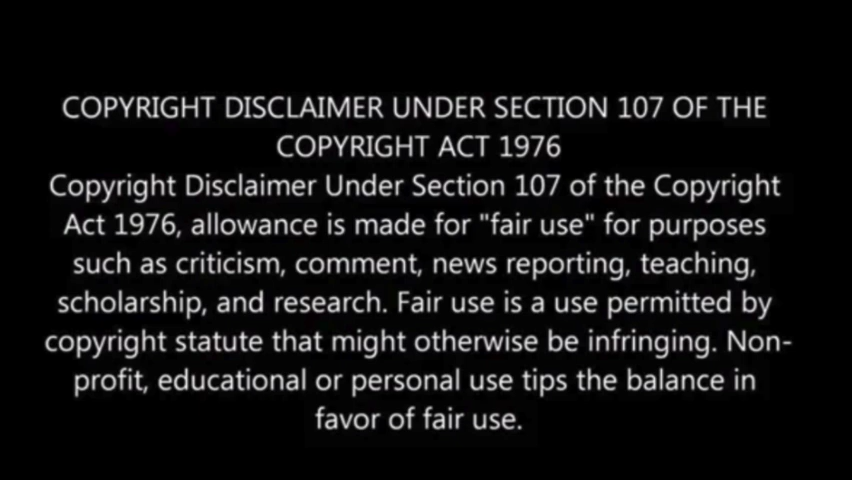 COPYRIGHT DISCLAIMER UNDER SECTION 107 OF THE
COPYRIGHT ACT 1976
Copyright Disclaimer Under Section 107 of the Copyright
Act 1976, allowance is made for "fair use" for purposes
such as criticism, comment, news reporting, teaching,
scholarship, and research. Fair use is a use permitted by
copyright statute that might otherwise be infringing. Non-
profit, educational or personal use tips the balance in
favor of fair use.